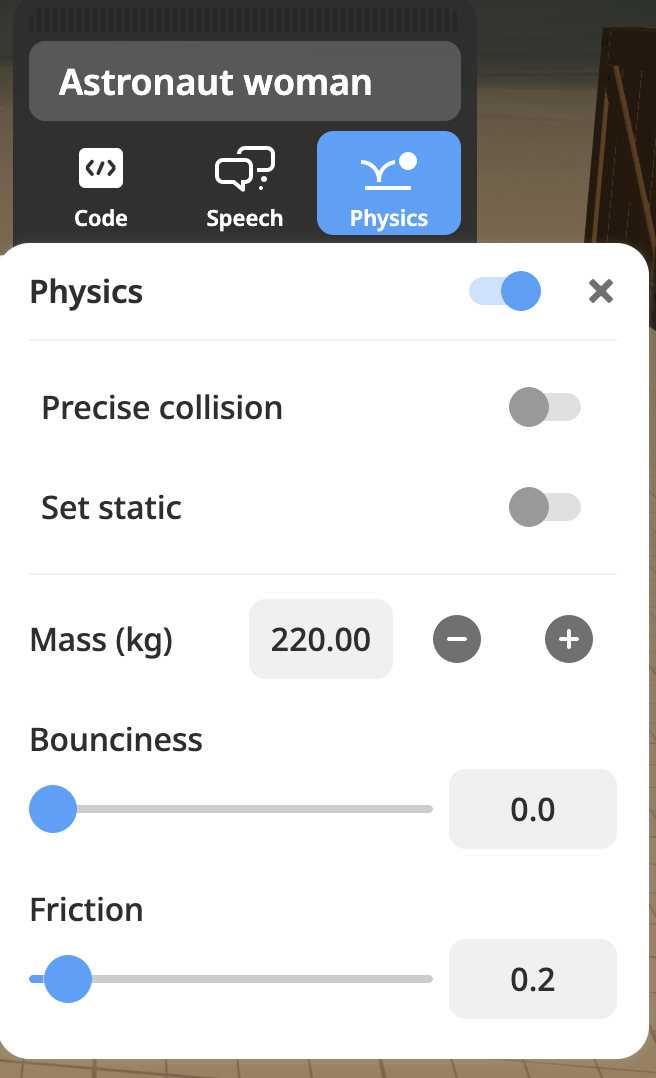 Astronaut woman
Code Speech Physics
Physics
Precise collision
Set static
Mass (kg) 220.00
Bounciness
0.0
Friction
0.2